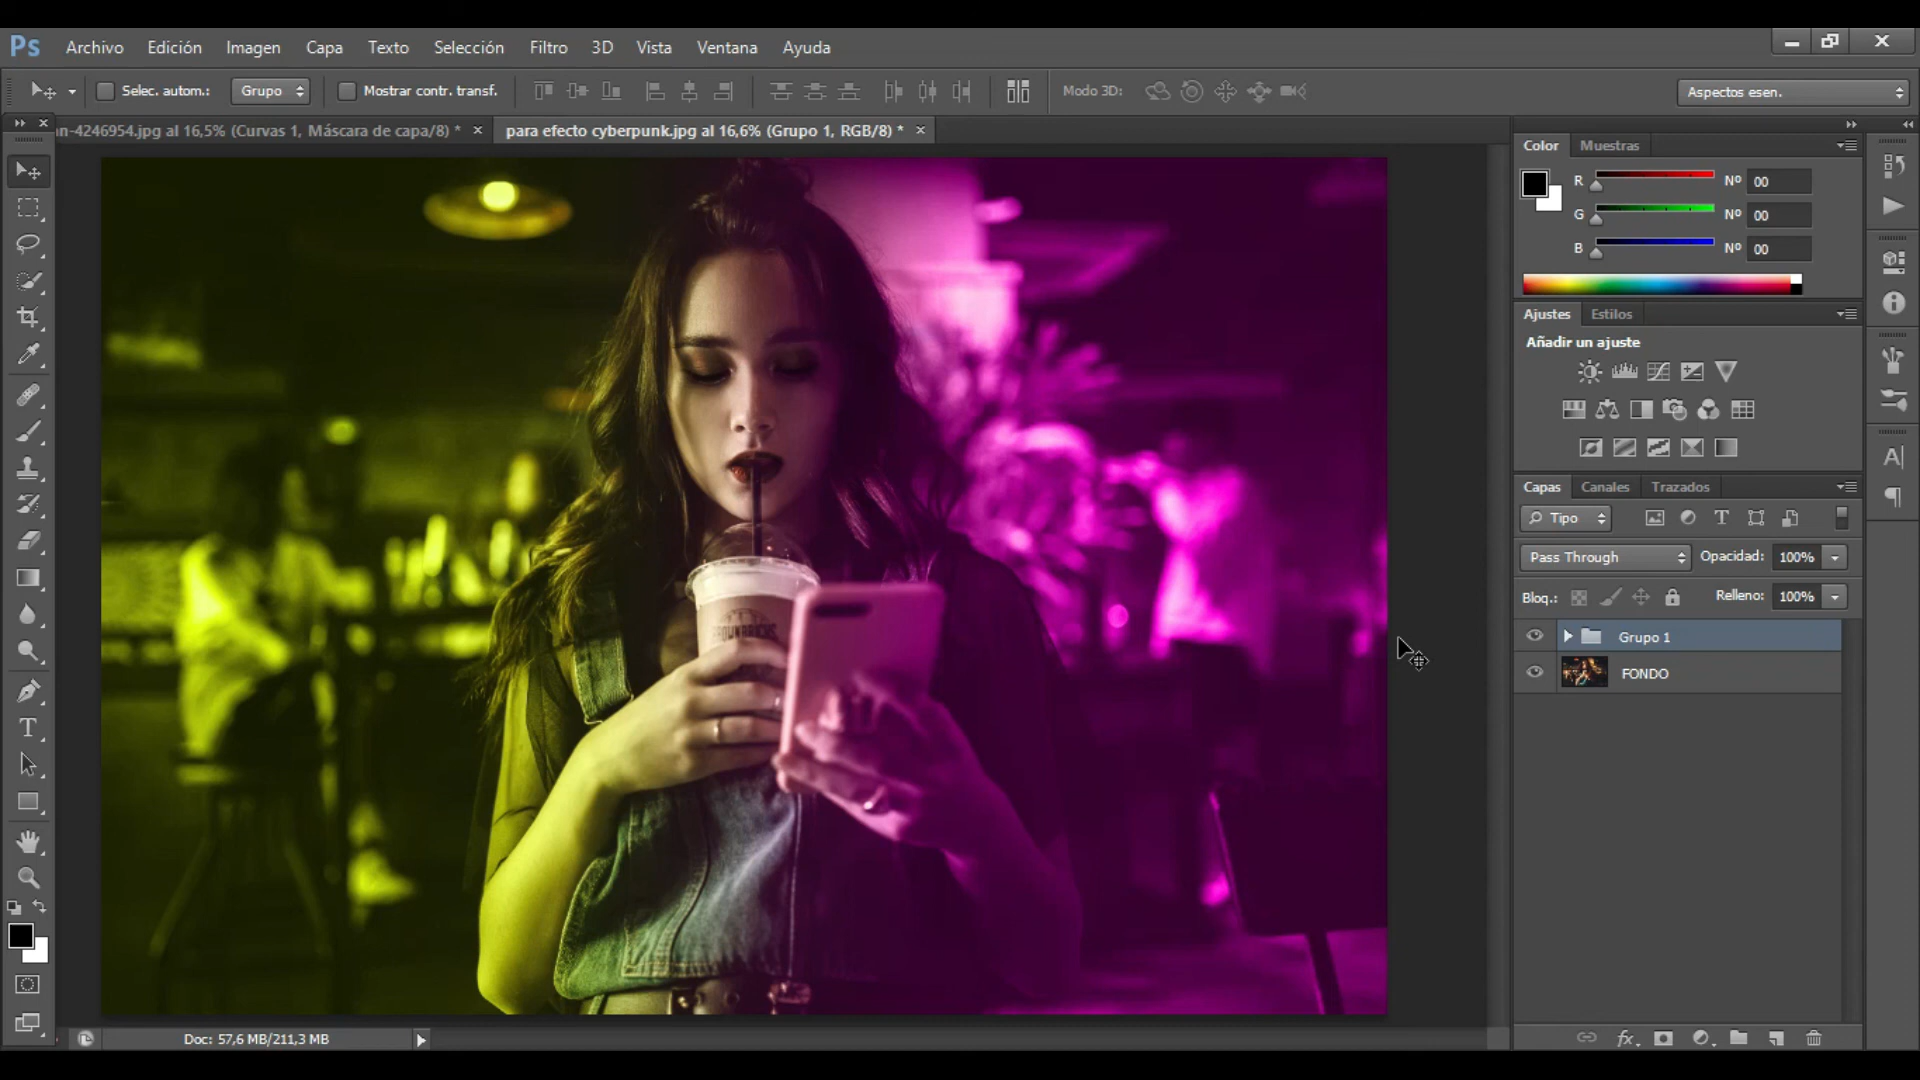 Ps Archivo Edición Imagen Capa Texto Selección Filtro 3D Vista Ventana Ayuda
Selec. autom.: Grupo Mostrar contr. transf. Modo 3D: Aspectos esen.
an-4246954.jpg al 16,5% (Curvas 1, Máscara de capa/8) * × para efecto cyberpunk.jpg al 16,6% (Grupo 1, RGB/8) * ×
Color Muestras
R Nº 00
G Nº 00
B Nº 00
Ajustes Estilos
Añadir un ajuste
Capas Canales Trazados
Tipo
Pass Through Opacidad: 100%
Bloq.: Relleno: 100%
Grupo 1
FONDO
Doc: 57,6 MB/211,3 MB